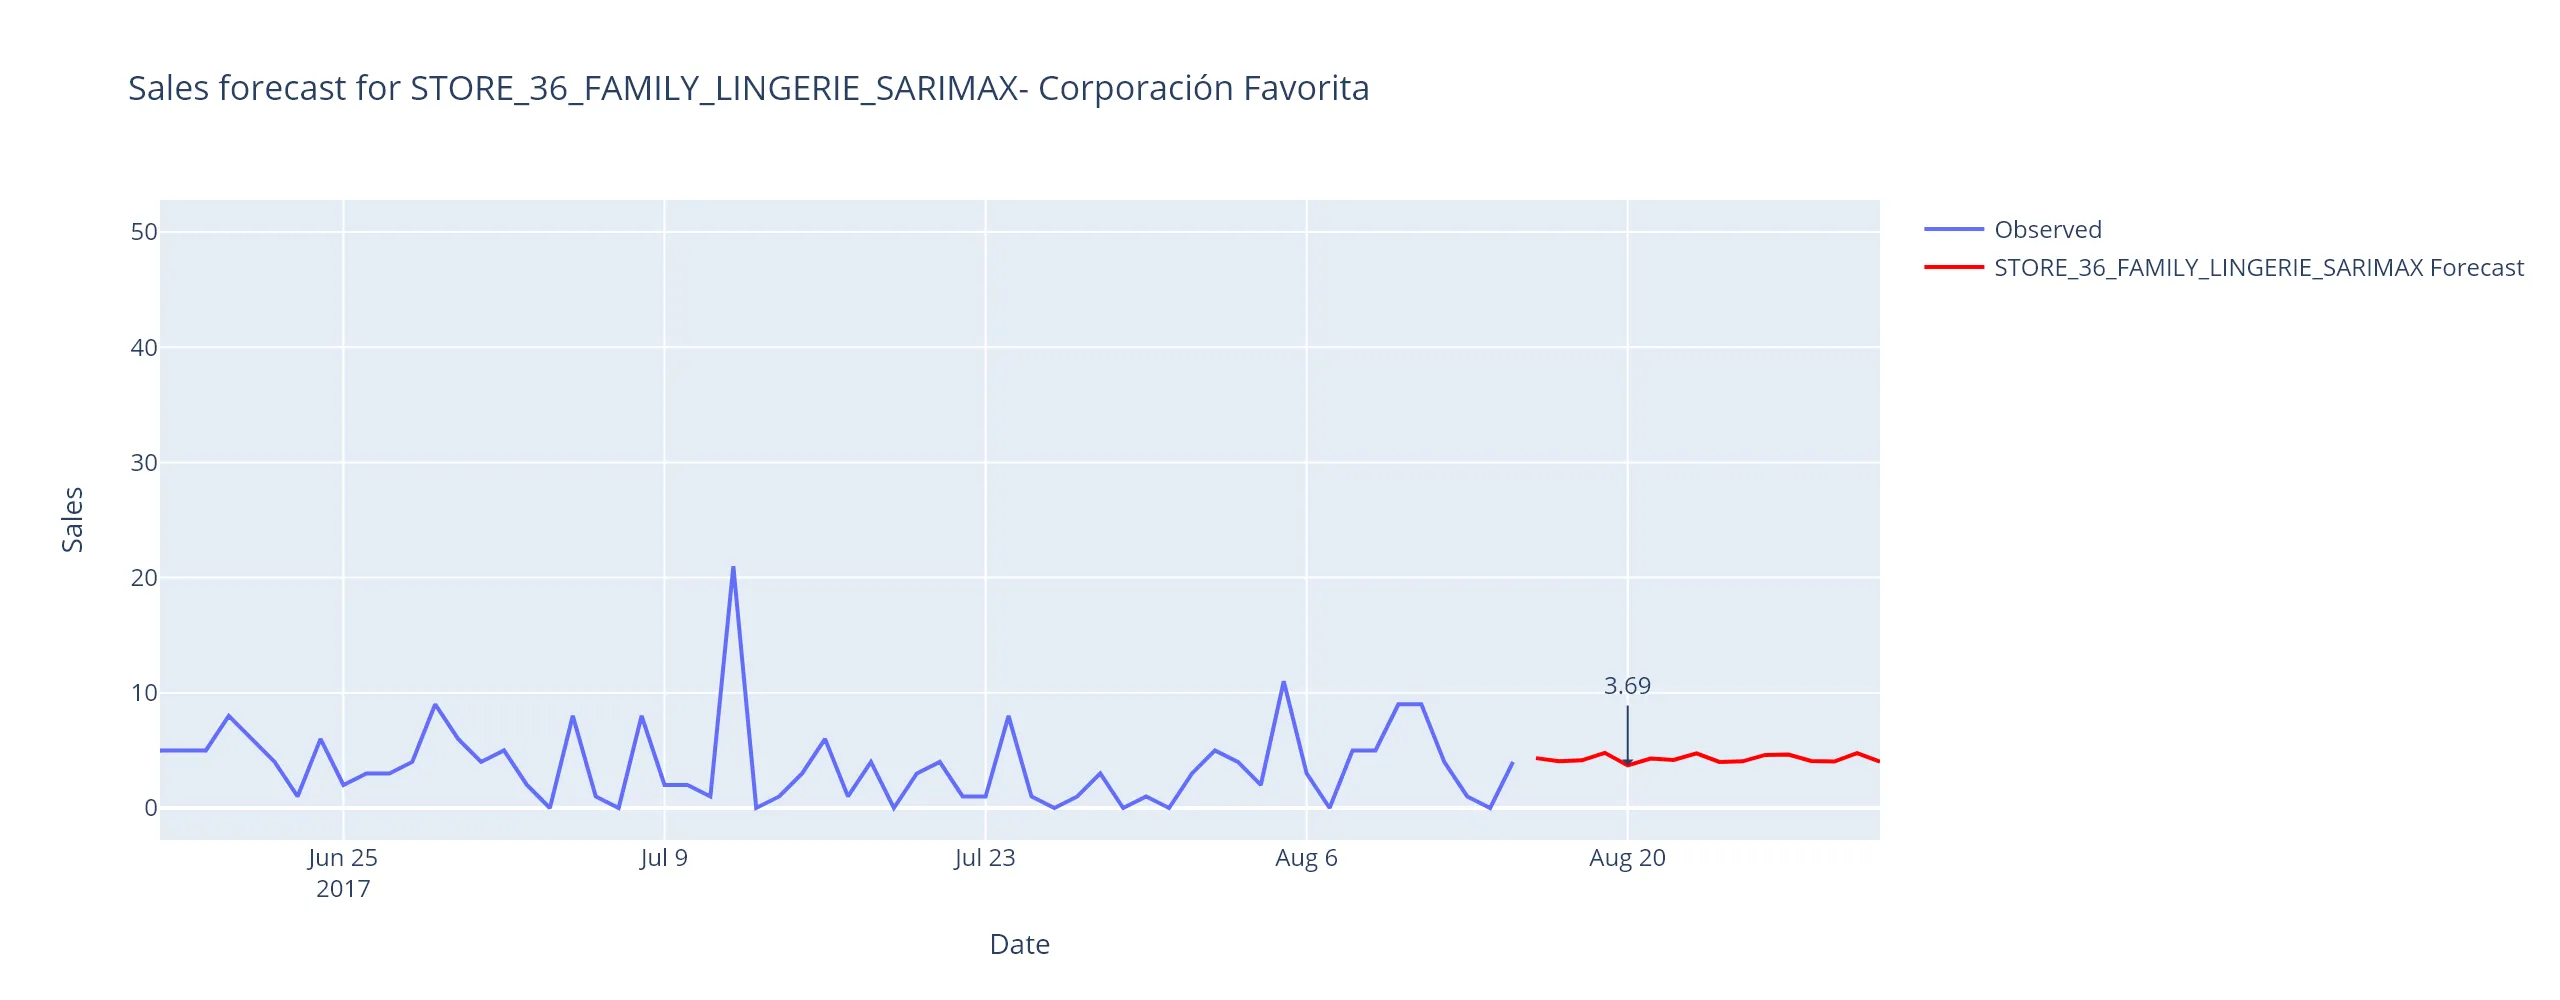 Sales forecast for STORE_36_FAMILY_LINGERIE_SARIMAX- Corporación Favorita
Observed
STORE_36_FAMILY_LINGERIE_SARIMAX Forecast
50
40
30
20
10
0
Sales
3.69
Jun 25
2017
Jul 9
Jul 23
Aug 6
Aug 20
Date